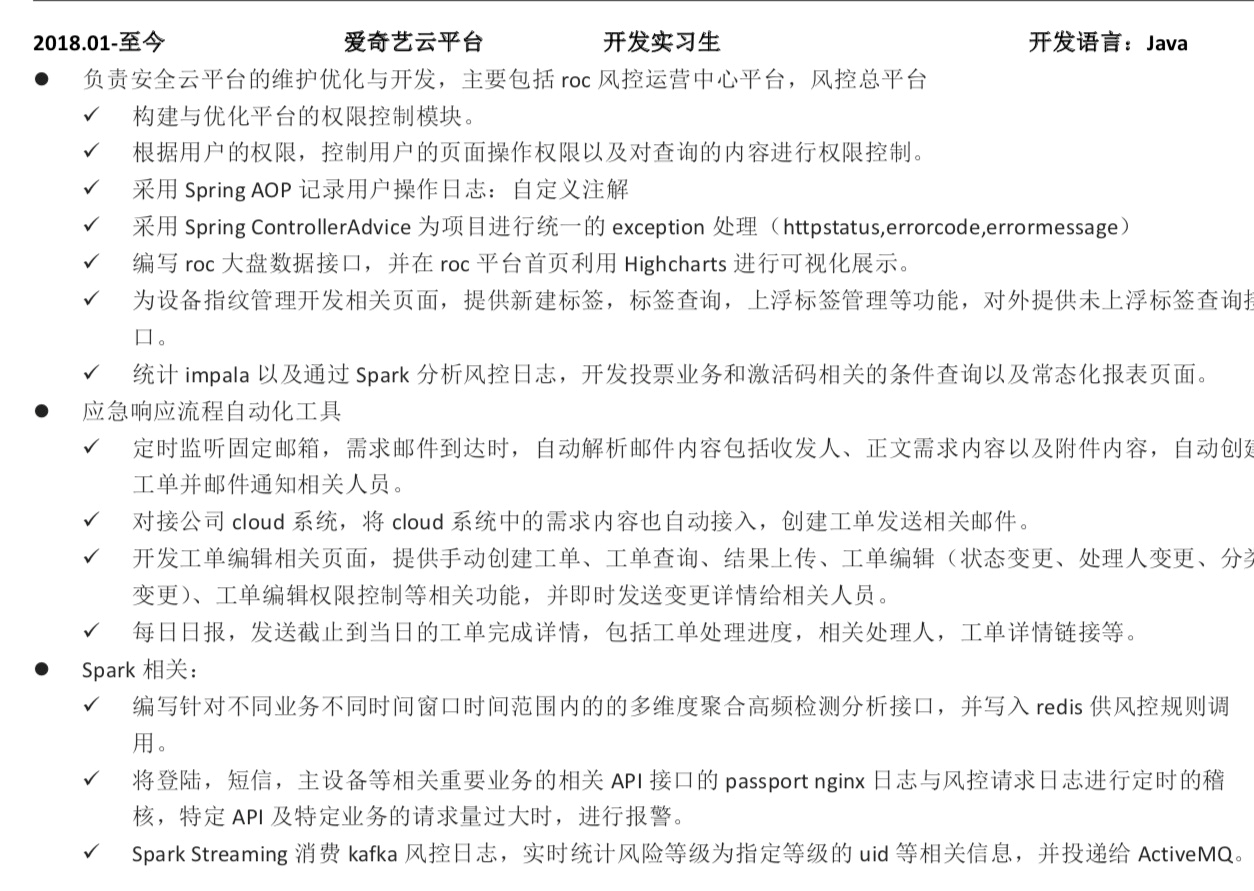 2018.01-至今 爱奇艺云平台 开发实习生 开发语言：Java
● 负责安全云平台的维护优化与开发，主要包括 roc 风控运营中心平台，风控总平台
✓ 构建与优化平台的权限控制模块。
✓ 根据用户的权限，控制用户的页面操作权限以及对查询的内容进行权限控制。
✓ 采用 Spring AOP 记录用户操作日志：自定义注解
✓ 采用 Spring ControllerAdvice 为项目进行统一的 exception 处理（httpstatus,errorcode,errormessage）
✓ 编写 roc 大盘数据接口，并在 roc 平台首页利用 Highcharts 进行可视化展示。
✓ 为设备指纹管理开发相关页面，提供新建标签，标签查询，上浮标签管理等功能，对外提供未上浮标签查询接
口。
✓ 统计 impala 以及通过 Spark 分析风控日志，开发投票业务和激活码相关的条件查询以及常态化报表页面。
● 应急响应流程自动化工具
✓ 定时监听固定邮箱，需求邮件到达时，自动解析邮件内容包括收发人、正文需求内容以及附件内容，自动创建
工单并邮件通知相关人员。
✓ 对接公司 cloud 系统，将 cloud 系统中的需求内容也自动接入，创建工单发送相关邮件。
✓ 开发工单编辑相关页面，提供手动创建工单、工单查询、结果上传、工单编辑（状态变更、处理人变更、分类
变更）、工单编辑权限控制等相关功能，并即时发送变更详情给相关人员。
✓ 每日日报，发送截止到当日的工单完成详情，包括工单处理进度，相关处理人，工单详情链接等。
● Spark 相关：
✓ 编写针对不同业务不同时间窗口时间范围内的的多维度聚合高频检测分析接口，并写入 redis 供风控规则调
用。
✓ 将登陆，短信，主设备等相关重要业务的相关 API 接口的 passport nginx 日志与风控请求日志进行定时的稽
核，特定 API 及特定业务的请求量过大时，进行报警。
✓ Spark Streaming 消费 kafka 风控日志，实时统计风险等级为指定等级的 uid 等相关信息，并投递给 ActiveMQ。